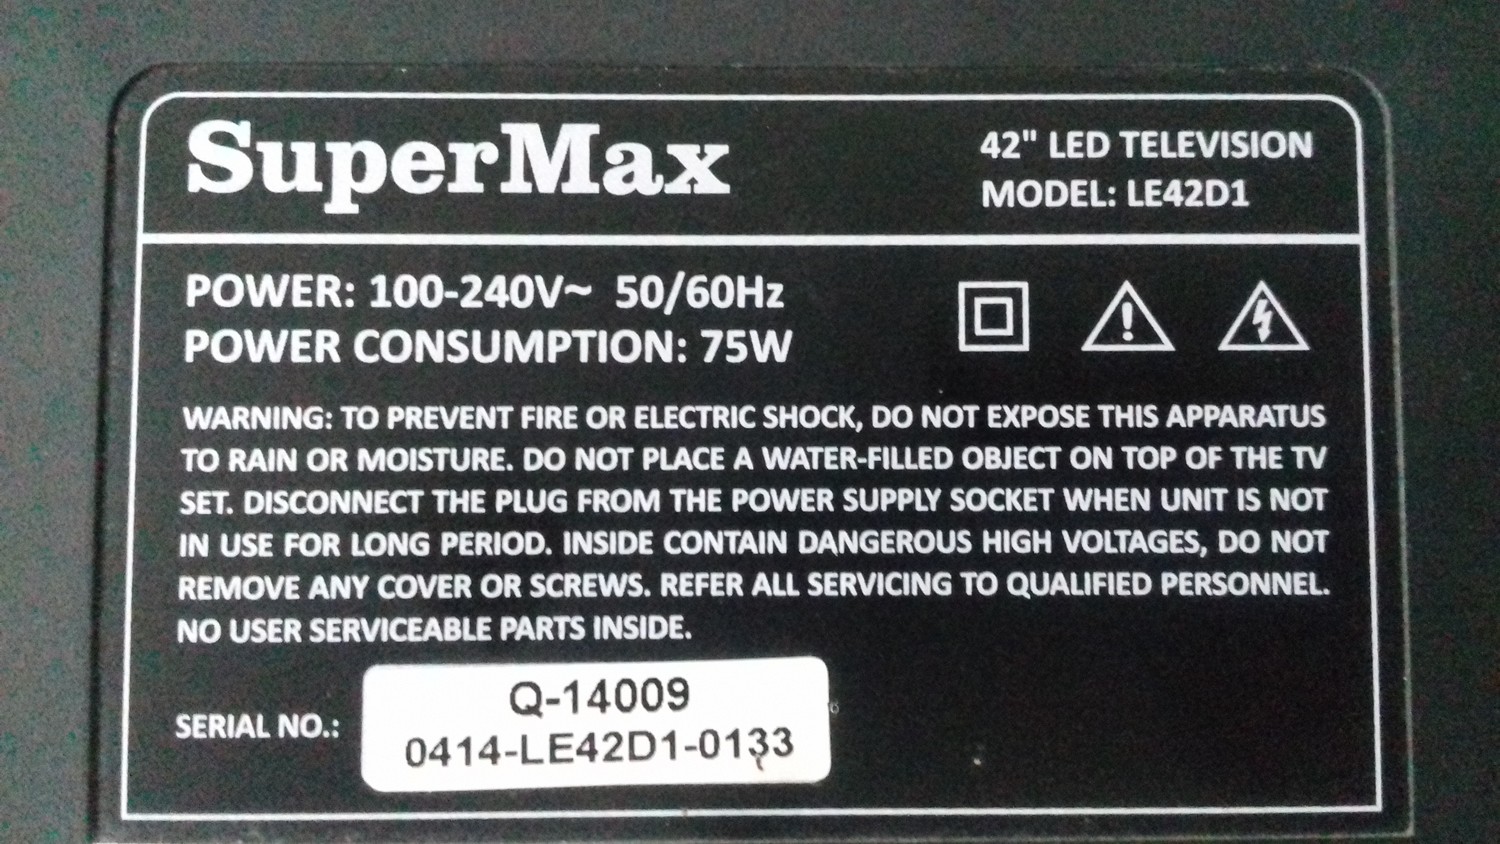 SuperMax
42" LED TELEVISION
MODEL: LE42D1
POWER: 100-240V~ 50/60Hz
POWER CONSUMPTION: 75W
WARNING: TO PREVENT FIRE OR ELECTRIC SHOCK, DO NOT EXPOSE THIS APPARATUS
TO RAIN OR MOISTURE. DO NOT PLACE A WATER-FILLED OBJECT ON TOP OF THE TV
SET. DISCONNECT THE PLUG FROM THE POWER SUPPLY SOCKET WHEN UNIT IS NOT
IN USE FOR LONG PERIOD. INSIDE CONTAIN DANGEROUS HIGH VOLTAGES, DO NOT
REMOVE ANY COVER OR SCREWS. REFER ALL SERVICING TO QUALIFIED PERSONNEL.
NO USER SERVICEABLE PARTS INSIDE.
SERIAL NO.:
Q-14009
0414-LE42D1-0133